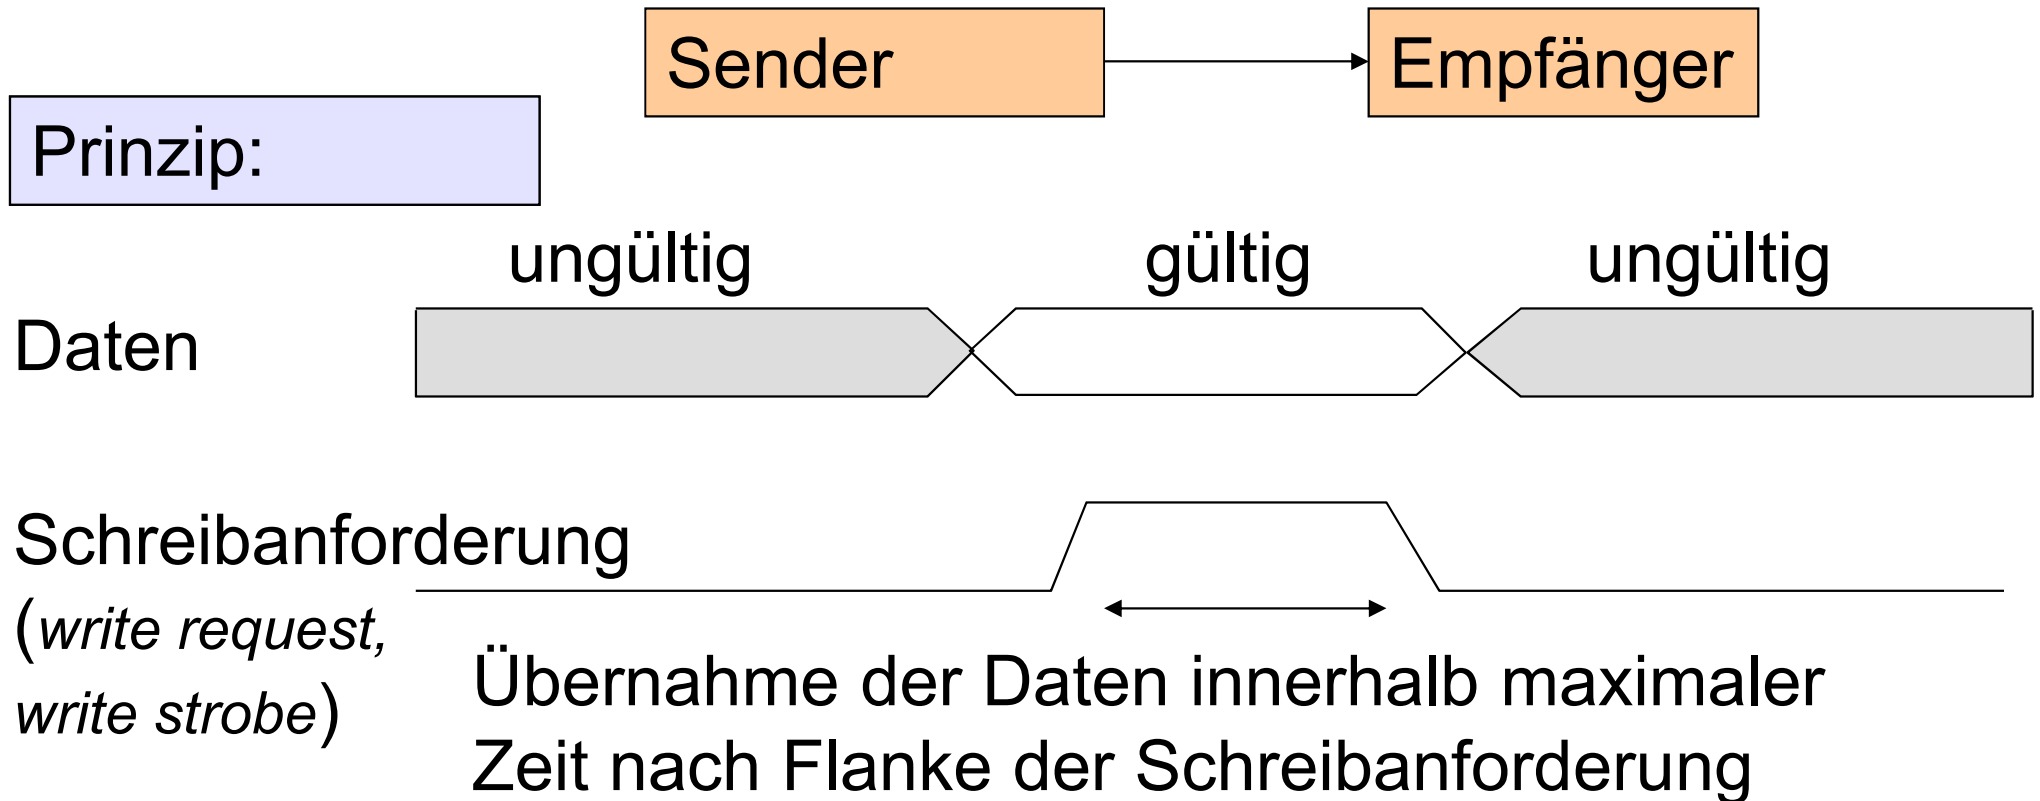 Sender
Empfänger
Prinzip:
ungültig
gültig
ungültig
Daten
Schreibanforderung
(write request,
write strobe)
Übernahme der Daten innerhalb maximaler
Zeit nach Flanke der Schreibanforderung